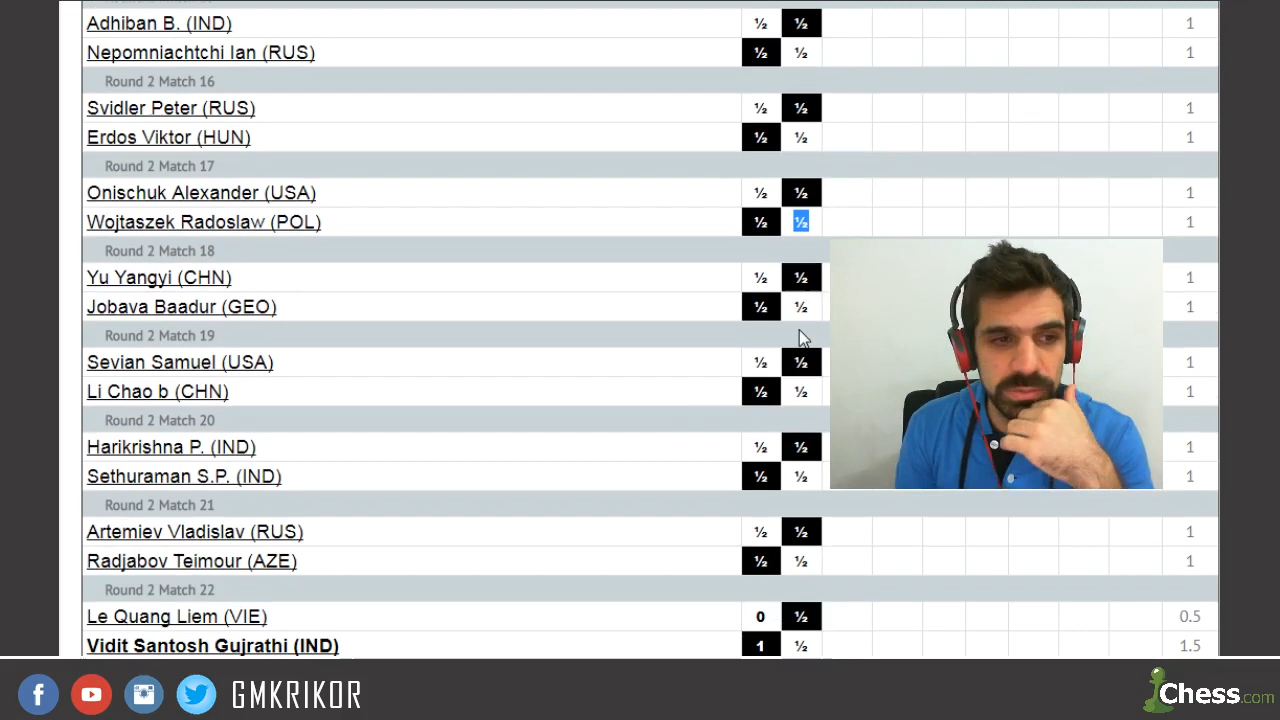 Adhiban B. (IND) ½ ½ 1
Nepomniachtchi Ian (RUS) ½ ½ 1
Round 2 Match 16
Svidler Peter (RUS) ½ ½ 1
Erdos Viktor (HUN) ½ ½ 1
Round 2 Match 17
Onischuk Alexander (USA) ½ ½ 1
Wojtaszek Radoslaw (POL) ½ ½ 1
Round 2 Match 18
Yu Yangyi (CHN) ½ ½ 1
Jobava Baadur (GEO) ½ ½ 1
Round 2 Match 19
Sevian Samuel (USA) ½ ½ 1
Li Chao b (CHN) ½ ½ 1
Round 2 Match 20
Harikrishna P. (IND) ½ ½ 1
Sethuraman S.P. (IND) ½ ½ 1
Round 2 Match 21
Artemiev Vladislav (RUS) ½ ½ 1
Radjabov Teimour (AZE) ½ ½ 1
Round 2 Match 22
Le Quang Liem (VIE) 0 ½ 0.5
Vidit Santosh Gujrathi (IND) 1 ½ 1.5
GMKRIKOR
Chess.com